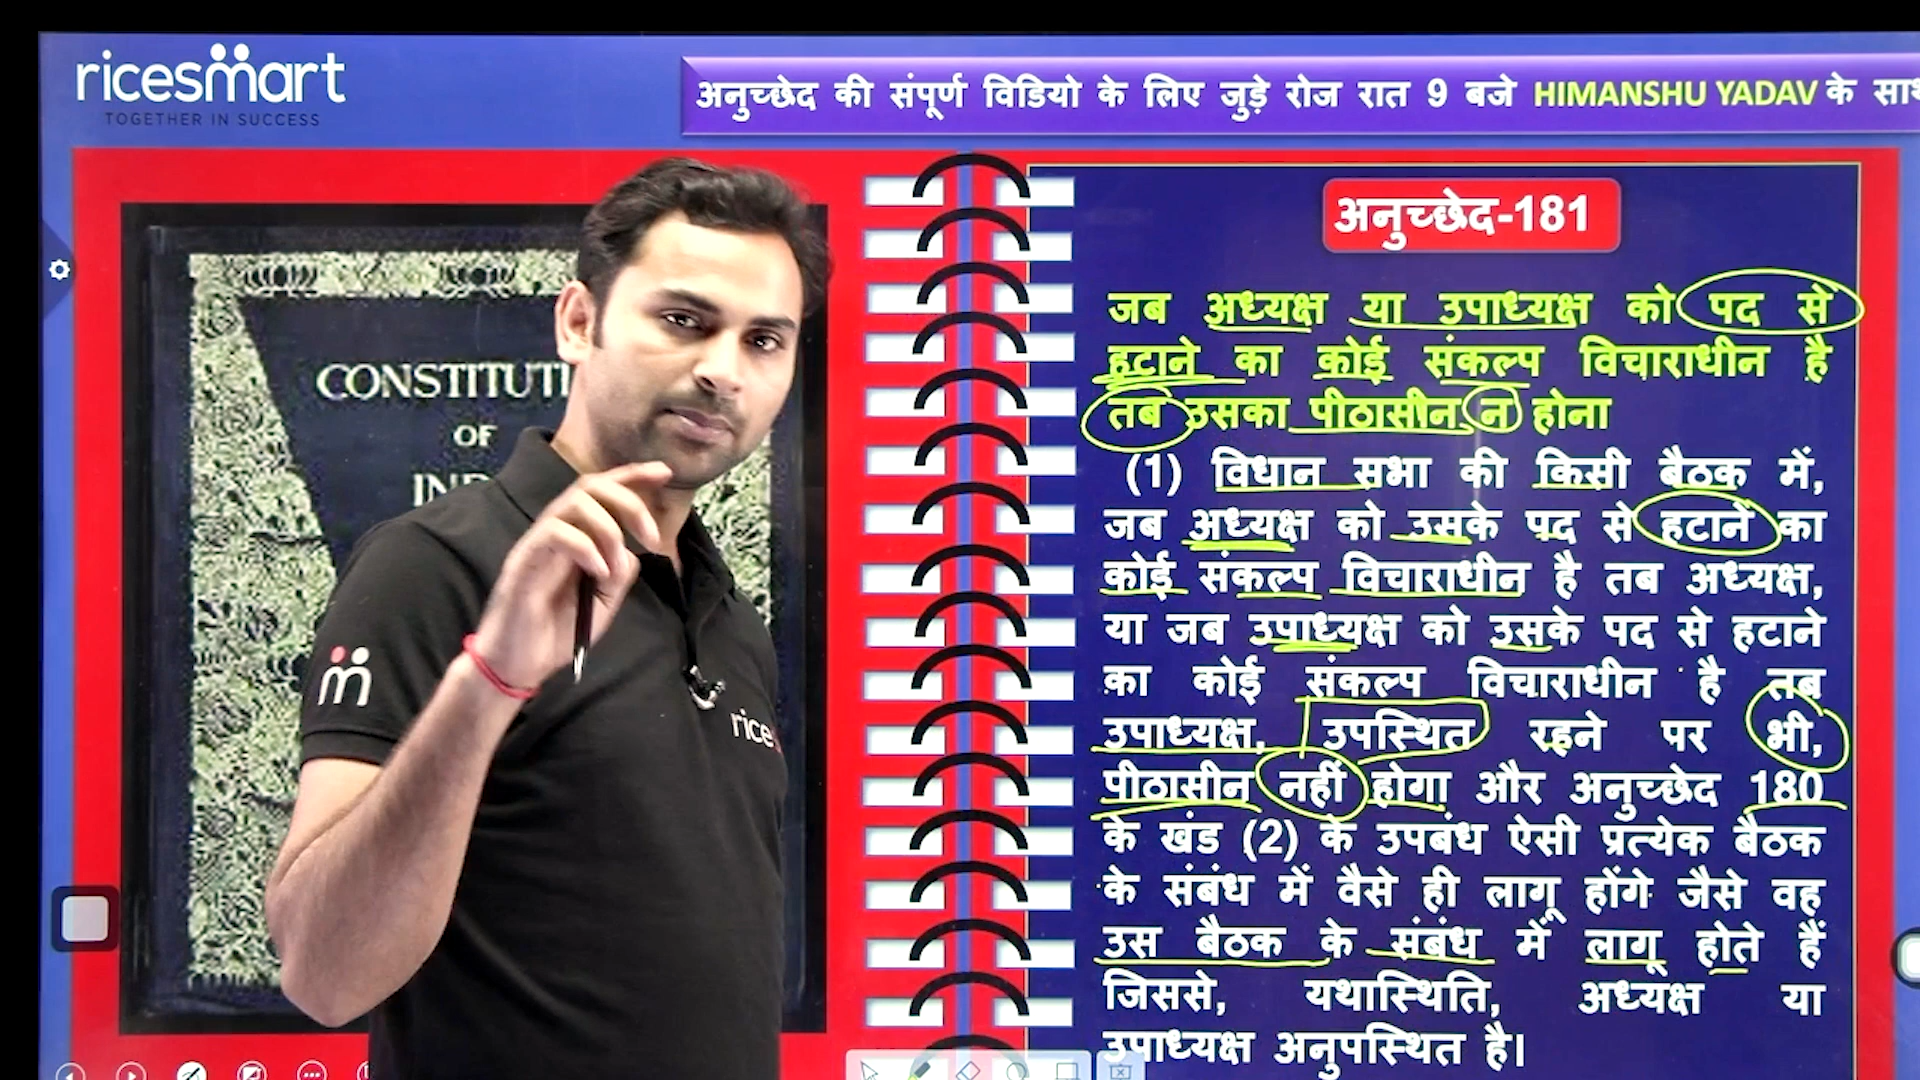 ricesmart
TOGETHER IN SUCCESS
अनुच्छेद की संपूर्ण विडियो के लिए जुड़े रोज रात 9 बजे HIMANSHU YADAV के
CONSTITUTI
OF
IND
rice
अनुच्छेद-181
जब अध्यक्ष या उपाध्यक्ष को पद से
हटाने का कोई संकल्प विचाराधीन है
तब उसका पीठासीन न होना
(1) विधान सभा की किसी बैठक में,
जब अध्यक्ष को उसके पद से हटाने का
कोई संकल्प विचाराधीन है तब अध्यक्ष,
या जब उपाध्यक्ष को उसके पद से हटाने
का कोई संकल्प विचाराधीन है तब
उपाध्यक्ष, उपस्थित रहने पर भी,
पीठासीन नहीं होगा और अनुच्छेद 180
के खंड (2) के उपबंध ऐसी प्रत्येक बैठक
के संबंध में वैसे ही लागू होंगे जैसे वह
उस बैठक के संबंध में लागू होते हैं
जिससे, यथास्थिति, अध्यक्ष या
उपाध्यक्ष अनुपस्थित है।